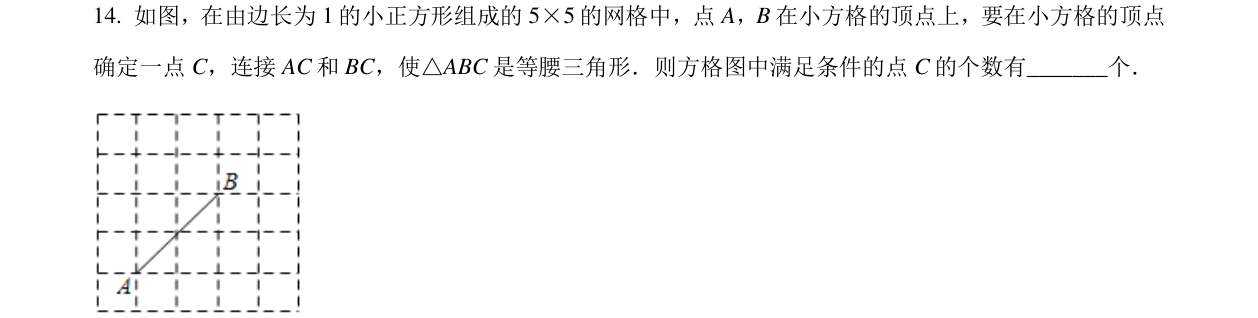 14. 如图，在由边长为 1 的小正方形组成的 5×5 的网格中，点 A，B 在小方格的顶点上，要在小方格的顶点
确定一点 C，连接 AC 和 BC，使△ABC 是等腰三角形．则方格图中满足条件的点 C 的个数有_______个．
B
A